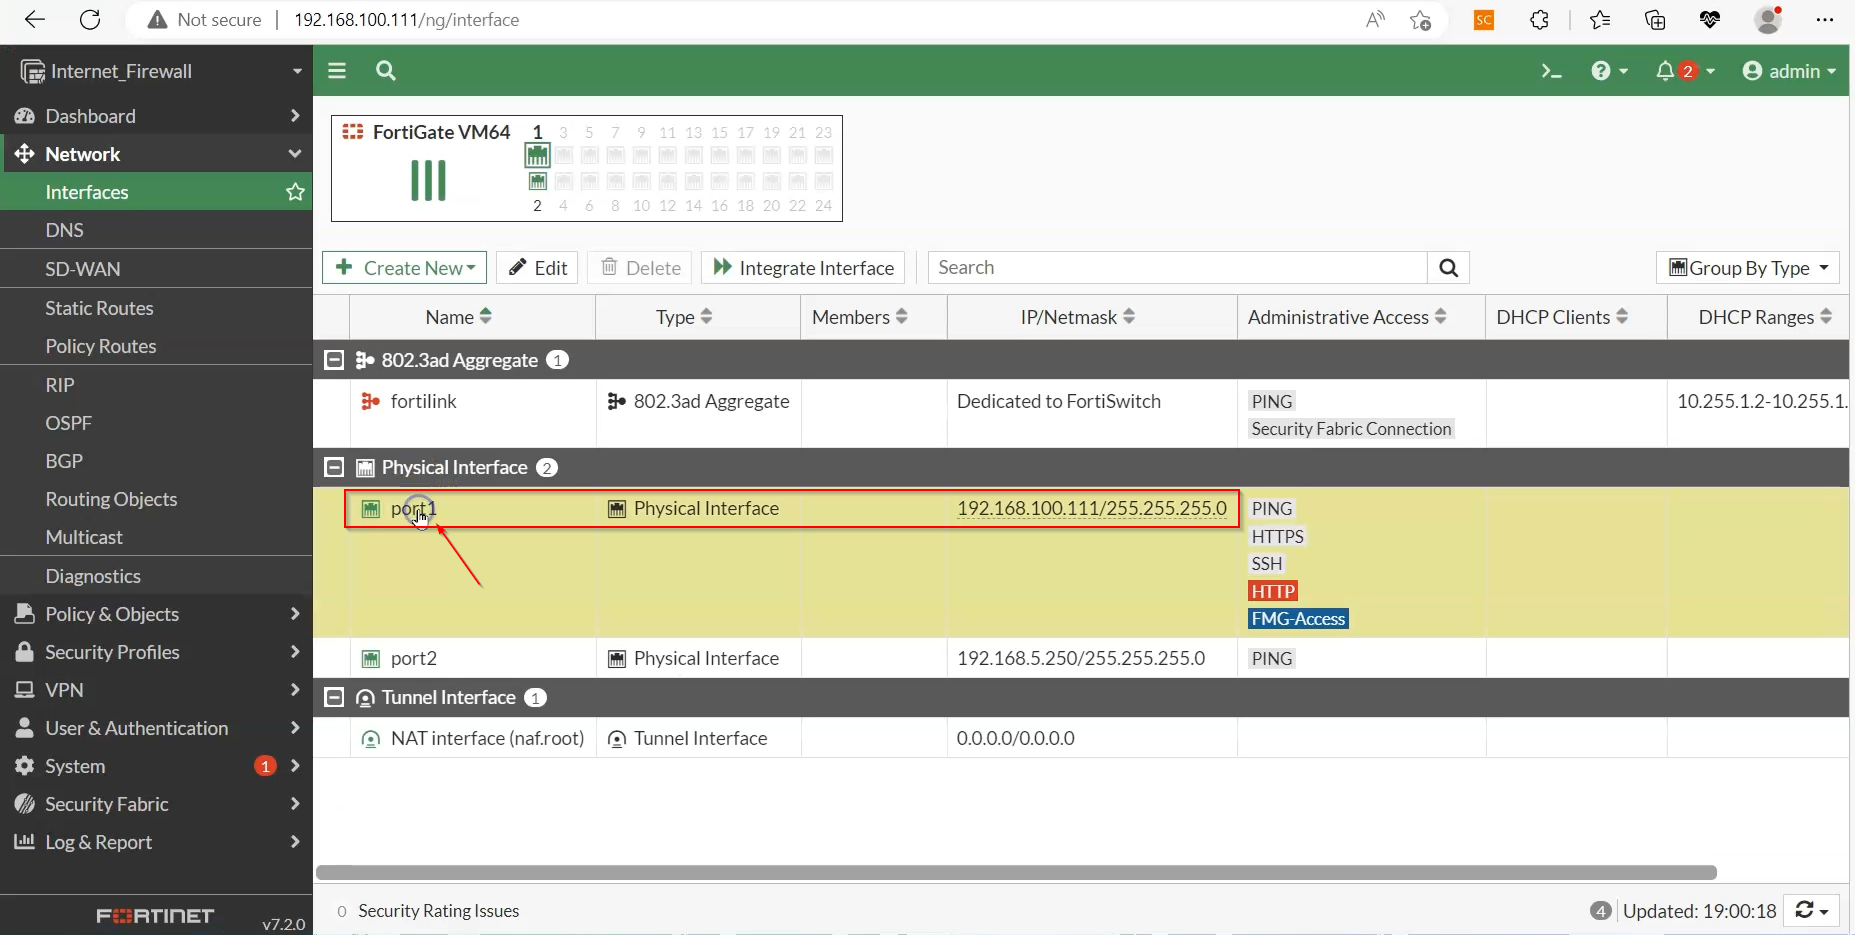 Not secure | 192.168.100.111/ng/interface
SC
Internet_Firewall
>_ ? 2 admin
Dashboard
Network
Interfaces
DNS
SD-WAN
Static Routes
Policy Routes
RIP
OSPF
BGP
Routing Objects
Multicast
Diagnostics
Policy & Objects
Security Profiles
VPN
User & Authentication
System 1
Security Fabric
Log & Report
FORTINET v7.2.0
FortiGate VM64 1 3 5 7 9 11 13 15 17 19 21 23
2 4 6 8 10 12 14 16 18 20 22 24
+ Create New Edit Delete Integrate Interface Search Group By Type
Name Type Members IP/Netmask Administrative Access DHCP Clients DHCP Ranges
802.3ad Aggregate 1
fortilink 802.3ad Aggregate Dedicated to FortiSwitch PING 10.255.1.2-10.255.1.
Security Fabric Connection
Physical Interface 2
port1 Physical Interface 192.168.100.111/255.255.255.0 PING
HTTPS
SSH
HTTP
FMG-Access
port2 Physical Interface 192.168.5.250/255.255.255.0 PING
Tunnel Interface 1
NAT interface (naf.root) Tunnel Interface 0.0.0.0/0.0.0.0
0 Security Rating Issues 4 Updated: 19:00:18